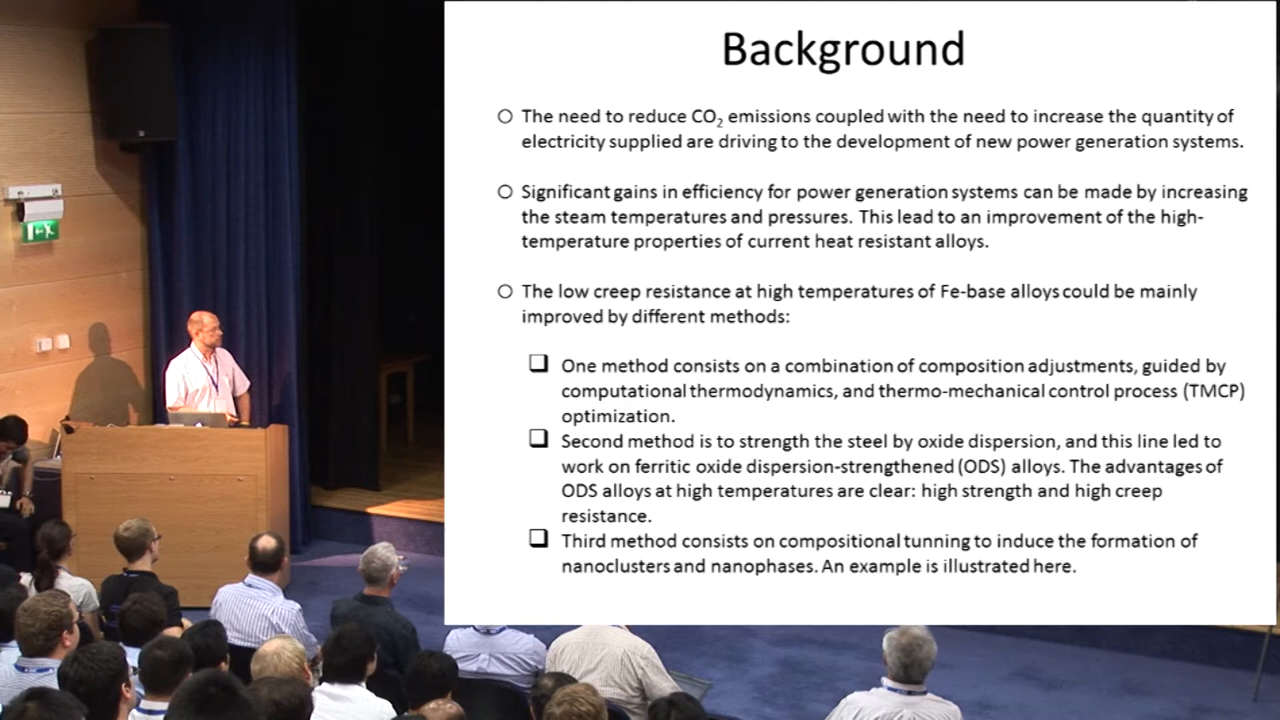 Background
The need to reduce CO₂ emissions coupled with the need to increase the quantity of
electricity supplied are driving to the development of new power generation systems.
Significant gains in efficiency for power generation systems can be made by increasing
the steam temperatures and pressures. This lead to an improvement of the high-
temperature properties of current heat resistant alloys.
The low creep resistance at high temperatures of Fe-base alloys could be mainly
improved by different methods:
One method consists on a combination of composition adjustments, guided by
computational thermodynamics, and thermo-mechanical control process (TMCP)
optimization.
Second method is to strength the steel by oxide dispersion, and this line led to
work on ferritic oxide dispersion-strengthened (ODS) alloys. The advantages of
ODS alloys at high temperatures are clear: high strength and high creep
resistance.
Third method consists on compositional tunning to induce the formation of
nanoclusters and nanophases. An example is illustrated here.